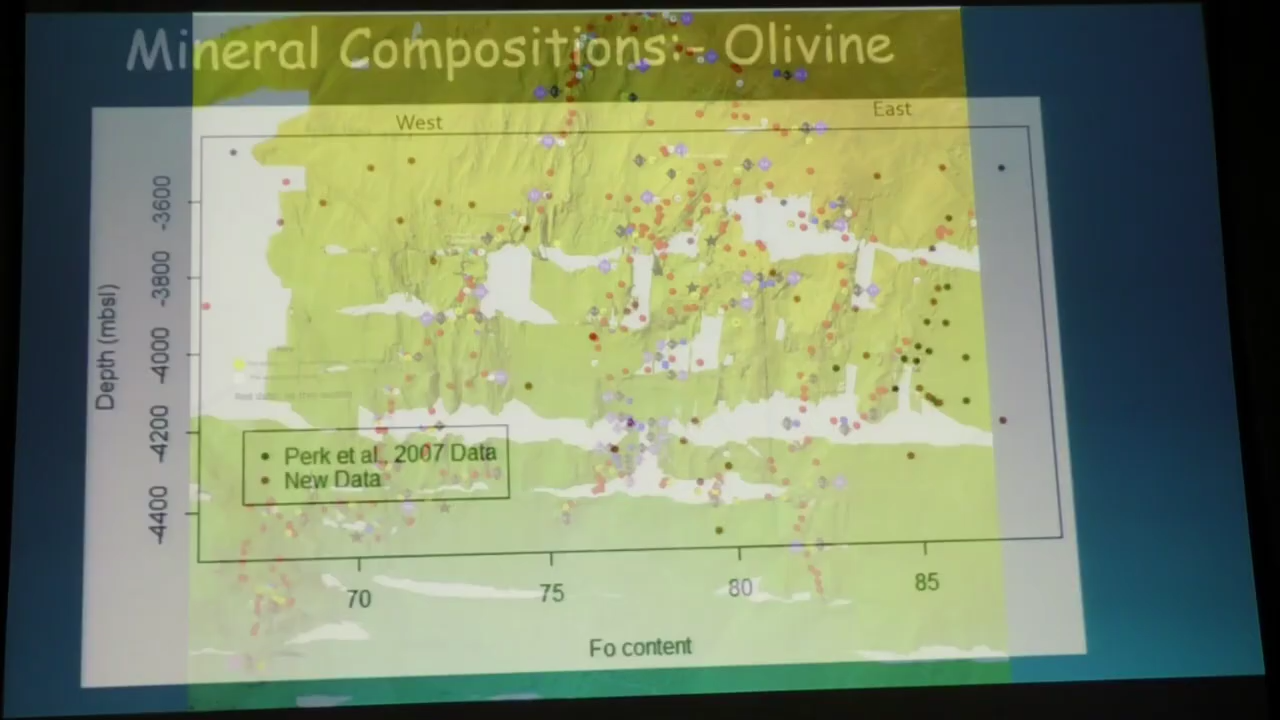 Mineral Compositions:- Olivine
West
East
Depth (mbsl)
-3600
-3800
-4000
-4200
-4400
Perk et al., 2007 Data
New Data
70
75
80
85
Fo content